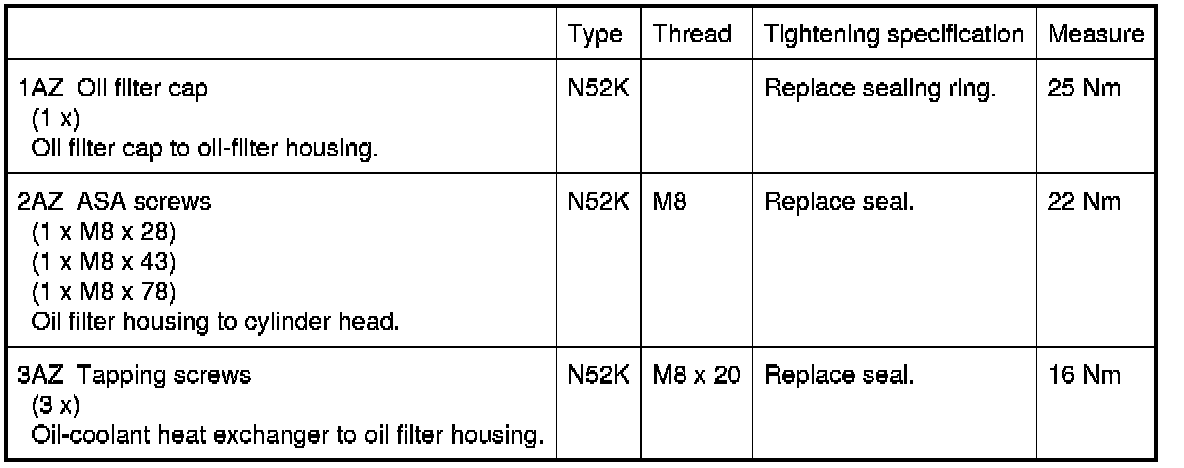 Type Thread Tightening specification Measure
1AZ Oil filter cap N52K Replace sealing ring. 25 Nm
(1 x)
Oil filter cap to oil-filter housing.
2AZ ASA screws N52K M8 Replace seal. 22 Nm
(1 x M8 x 28)
(1 x M8 x 43)
(1 x M8 x 78)
Oil filter housing to cylinder head.
3AZ Tapping screws N52K M8 x 20 Replace seal. 16 Nm
(3 x)
Oil-coolant heat exchanger to oil filter housing.